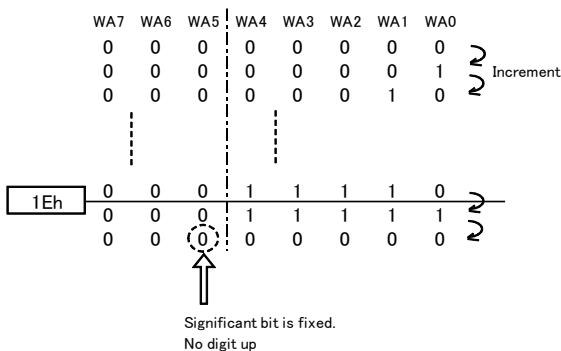 WA7 WA6 WA5 WA4 WA3 WA2 WA1 WA0
0 0 0 0 0 0 0 0
0 0 0 0 0 0 0 1
Increment
0 0 0 0 0 0 1 0
1Eh
0 0 0 1 1 1 1 0
0 0 0 1 1 1 1 1
0 0 0 0 0 0 0 0
Significant bit is fixed.
No digit up